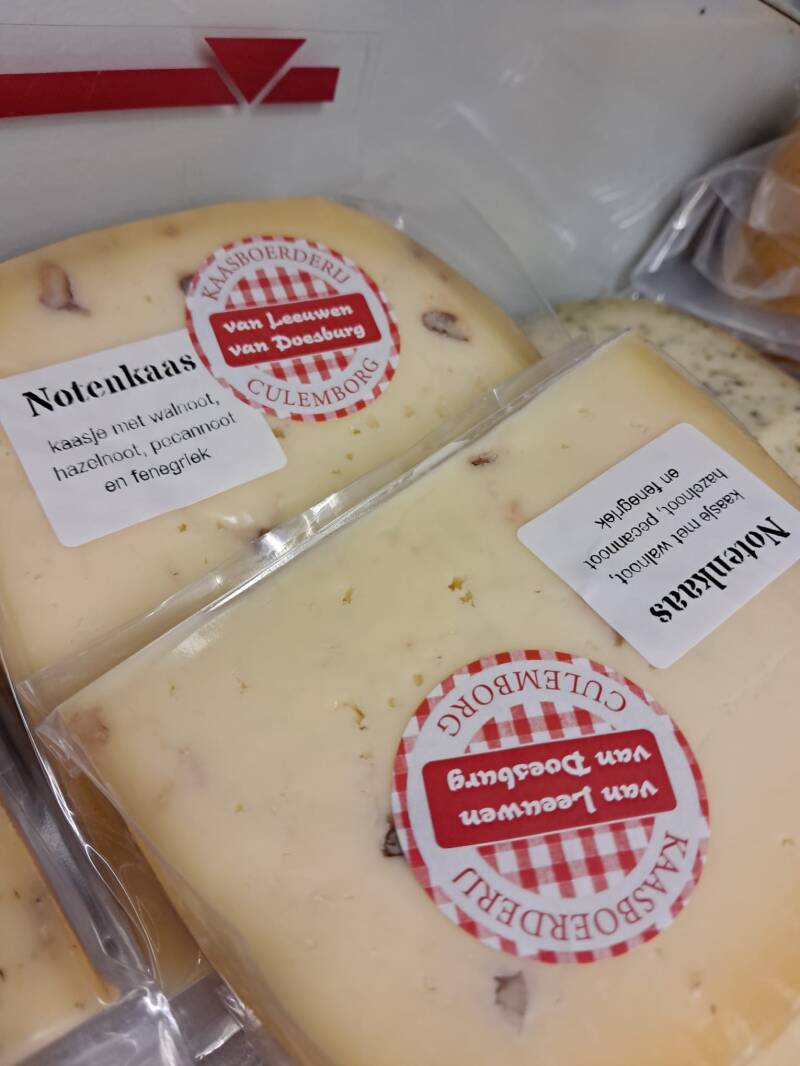 KAASBOERDERIJ
van Leeuwen
van Doesburg
CULEMBORG
Notenkaas
kaasje met walnoot,
hazelnoot, pecannoot
en fenegriek
Notenkaas
kaasje met walnoot,
hazelnoot, pecannoot
en fenegriek
KAASBOERDERIJ
van Leeuwen
van Doesburg
CULEMBORG